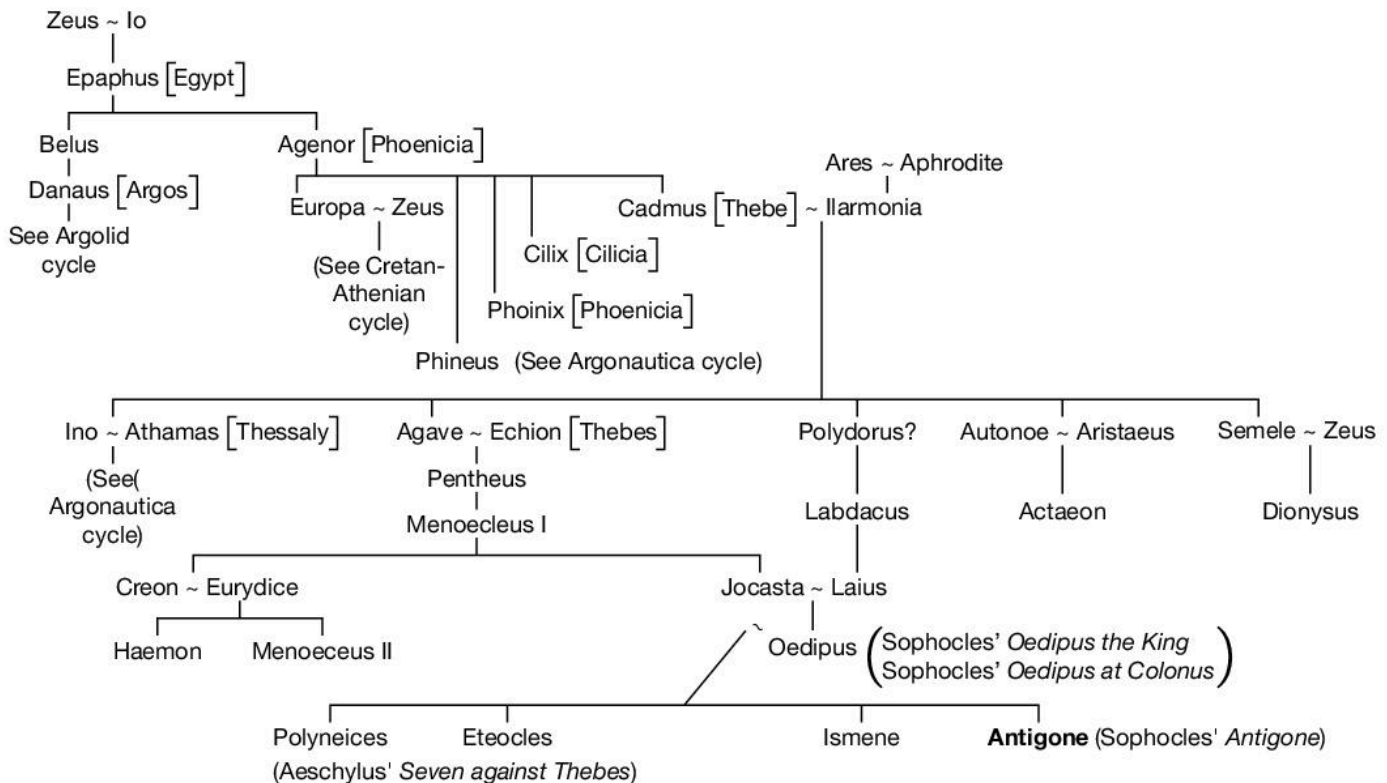 Zeus ~ Io
Epaphus [Egypt]
Belus
Agenor [Phoenicia]
Ares ~ Aphrodite
Danaus [Argos]
Europa ~ Zeus
Cadmus [Thebe] ~ Ilarmonia
See Argolid
cycle
(See Cretan-
Athenian
cycle)
Cilix [Cilicia]
Phoinix [Phoenicia]
Phineus (See Argonautica cycle)
Ino ~ Athamas [Thessaly]
Agave ~ Echion [Thebes]
Polydorus?
Autonoe ~ Aristaeus
Semele ~ Zeus
(See(
Argonautica
cycle)
Pentheus
Menoecleus I
Labdacus
Actaeon
Dionysus
Creon ~ Eurydice
Jocasta ~ Laius
Haemon
Menoeceus II
~
Oedipus (Sophocles' Oedipus the King
Sophocles' Oedipus at Colonus)
Polyneices
Eteocles
Ismene
Antigone (Sophocles' Antigone)
(Aeschylus' Seven against Thebes)